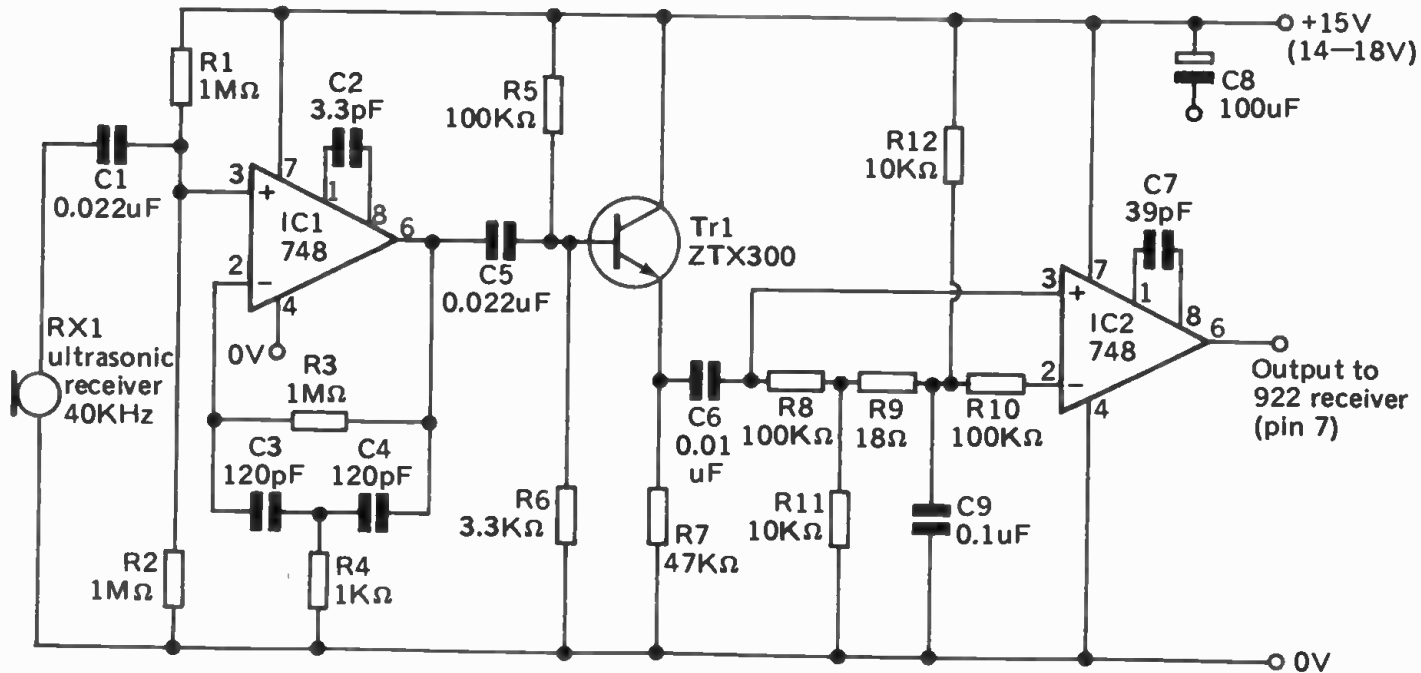 R1
1MΩ
C1
0.022uF
RX1
ultrasonic
receiver
40KHz
R2
1MΩ
C2
3.3pF
3
+
7
1
8
6
IC1
748
2
−
4
0V
R3
1MΩ
C3
120pF
C4
120pF
R4
1KΩ
C5
0.022uF
R5
100KΩ
R6
3.3KΩ
Tr1
ZTX300
R7
47KΩ
C6
0.01
uF
R8
100KΩ
R9
18Ω
R10
100KΩ
R11
10KΩ
C9
0.1uF
R12
10KΩ
C7
39pF
3
+
7
1
8
6
IC2
748
2
−
4
C8
100uF
+15V
(14—18V)
Output to
922 receiver
(pin 7)
0V